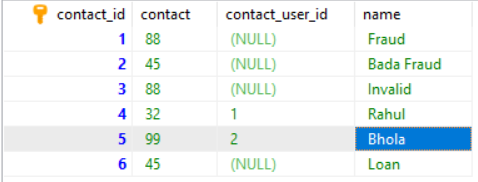 contact_id contact contact_user_id name
1 88 (NULL) Fraud
2 45 (NULL) Bada Fraud
3 88 (NULL) Invalid
4 32 1 Rahul
5 99 2 Bhola
6 45 (NULL) Loan